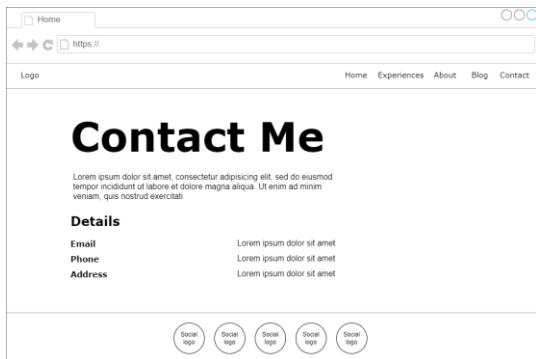 Home
https://
Logo
Home Experiences About Blog Contact
Contact Me
Lorem ipsum dolor sit amet, consectetur adipisicing elit, sed do eiusmod
tempor incididunt ut labore et dolore magna aliqua. Ut enim ad minim
veniam, quis nostrud exercitati
Details
Email Lorem ipsum dolor sit amet
Phone Lorem ipsum dolor sit amet
Address Lorem ipsum dolor sit amet
Social Social Social Social Social
logo logo logo logo logo